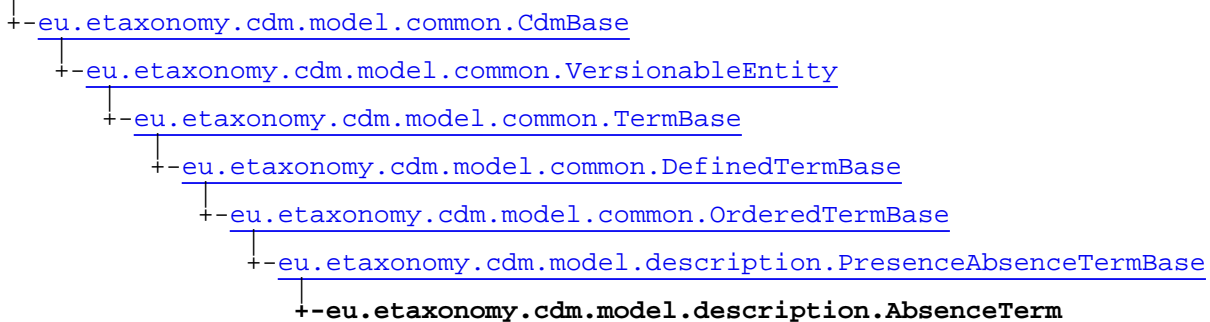 +-eu.etaxonomy.cdm.model.common.CdmBase
+-eu.etaxonomy.cdm.model.common.VersionableEntity
+-eu.etaxonomy.cdm.model.common.TermBase
+-eu.etaxonomy.cdm.model.common.DefinedTermBase
+-eu.etaxonomy.cdm.model.common.OrderedTermBase
+-eu.etaxonomy.cdm.model.description.PresenceAbsenceTermBase
+-eu.etaxonomy.cdm.model.description.AbsenceTerm